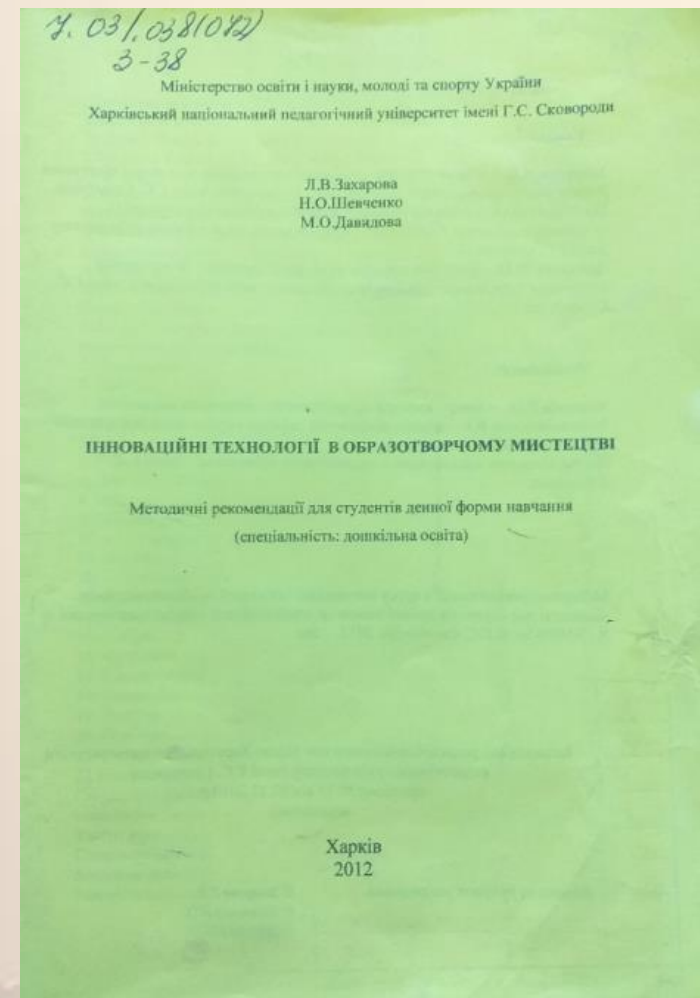 З-38
Міністерство освіти і науки, молоді та спорту України
Харківський національний педагогічний університет імені Г.С. Сковороди
Л.В.Захарова
Н.О.Шевченко
М.О.Давидова
ІННОВАЦІЙНІ ТЕХНОЛОГІЇ В ОБРАЗОТВОРЧОМУ МИСТЕЦТВІ
Методичні рекомендації для студентів денної форми навчання
(спеціальність: дошкільна освіта)
Харків
2012